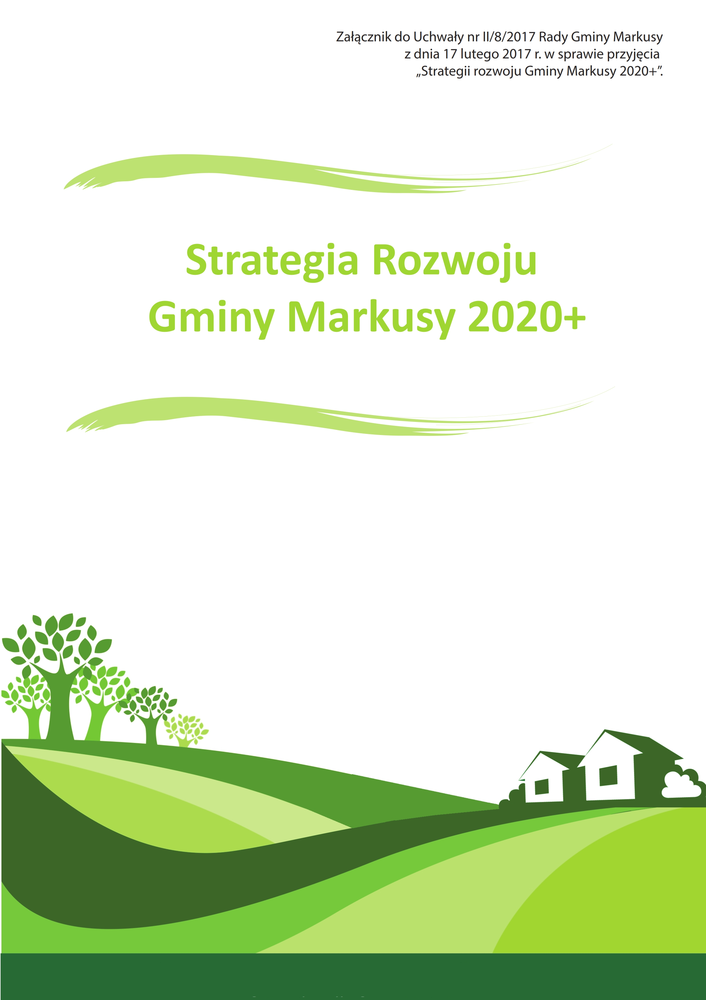 Załącznik do Uchwały nr II/8/2017 Rady Gminy Markusy
z dnia 17 lutego 2017 r. w sprawie przyjęcia
„Strategii rozwoju Gminy Markusy 2020+”.
Strategia Rozwoju
Gminy Markusy 2020+